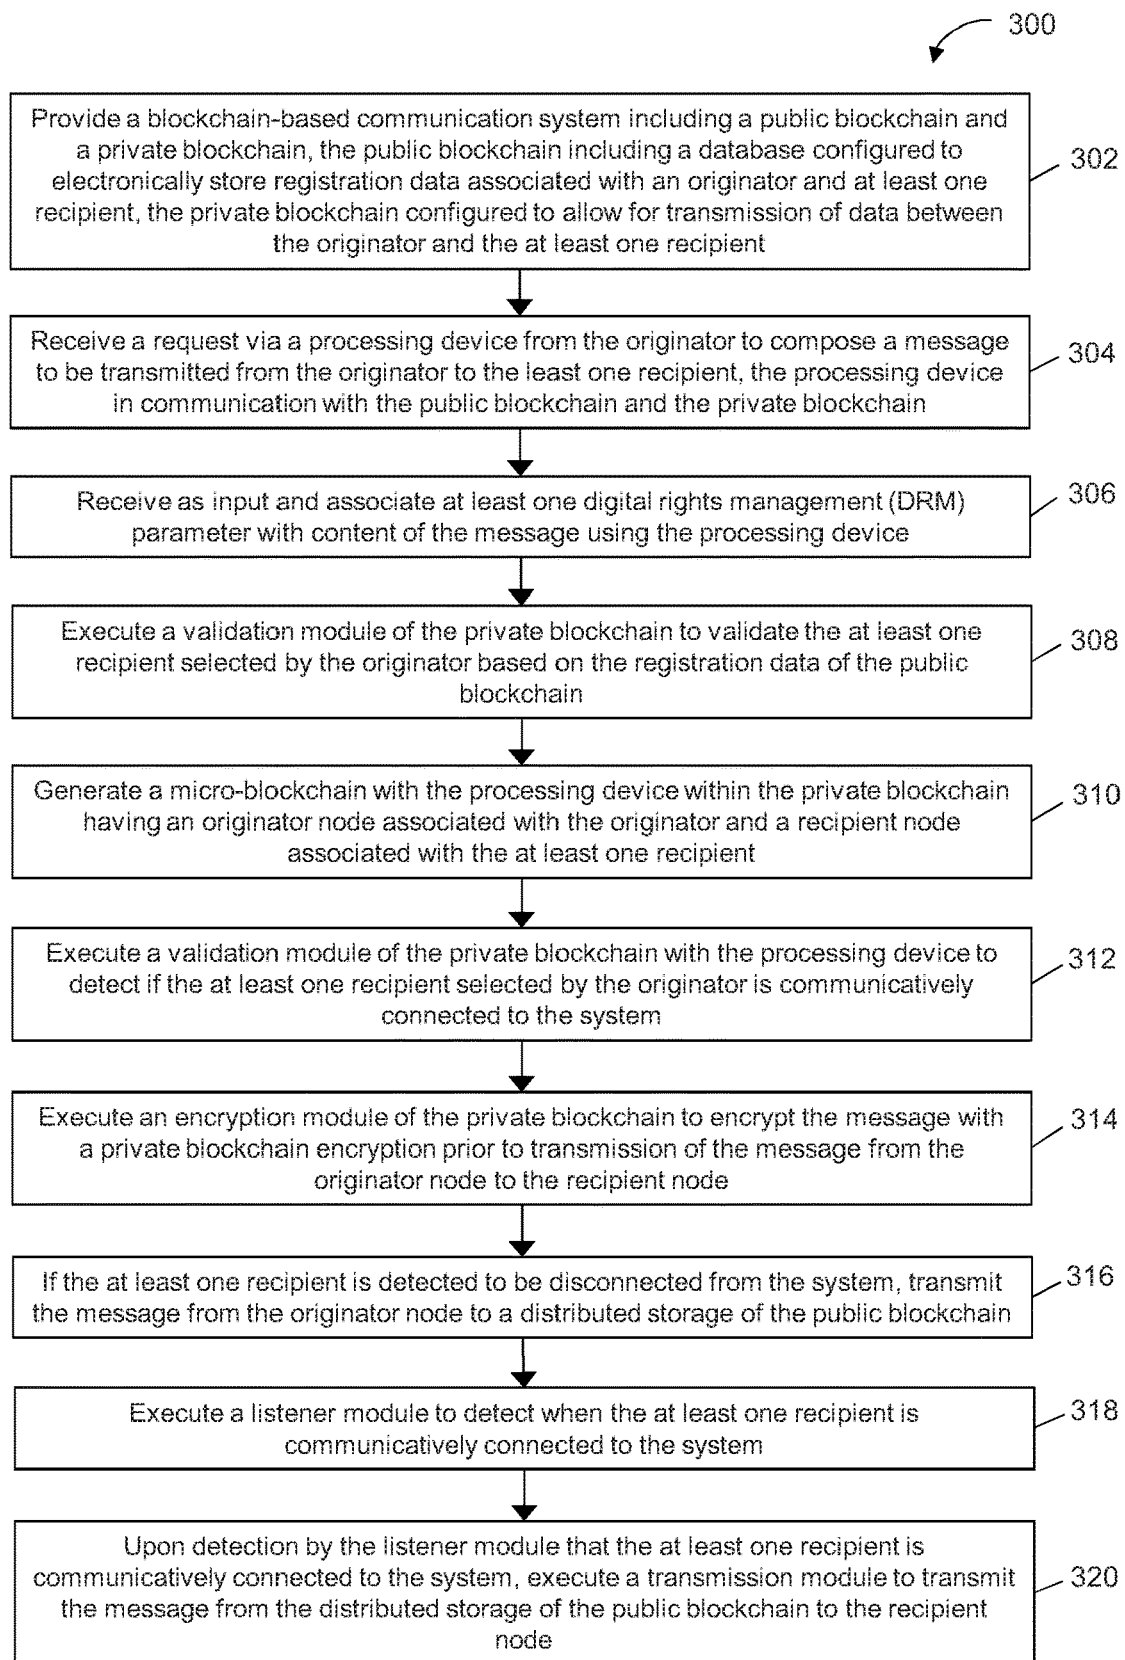 300
Provide a blockchain-based communication system including a public blockchain and
a private blockchain, the public blockchain including a database configured to
electronically store registration data associated with an originator and at least one
recipient, the private blockchain configured to allow for transmission of data between
the originator and the at least one recipient
302
Receive a request via a processing device from the originator to compose a message
to be transmitted from the originator to the least one recipient, the processing device
in communication with the public blockchain and the private blockchain
304
Receive as input and associate at least one digital rights management (DRM)
parameter with content of the message using the processing device
306
Execute a validation module of the private blockchain to validate the at least one
recipient selected by the originator based on the registration data of the public
blockchain
308
Generate a micro-blockchain with the processing device within the private blockchain
having an originator node associated with the originator and a recipient node
associated with the at least one recipient
310
Execute a validation module of the private blockchain with the processing device to
detect if the at least one recipient selected by the originator is communicatively
connected to the system
312
Execute an encryption module of the private blockchain to encrypt the message with
a private blockchain encryption prior to transmission of the message from the
originator node to the recipient node
314
If the at least one recipient is detected to be disconnected from the system, transmit
the message from the originator node to a distributed storage of the public blockchain
316
Execute a listener module to detect when the at least one recipient is
communicatively connected to the system
318
Upon detection by the listener module that the at least one recipient is
communicatively connected to the system, execute a transmission module to transmit
the message from the distributed storage of the public blockchain to the recipient
node
320